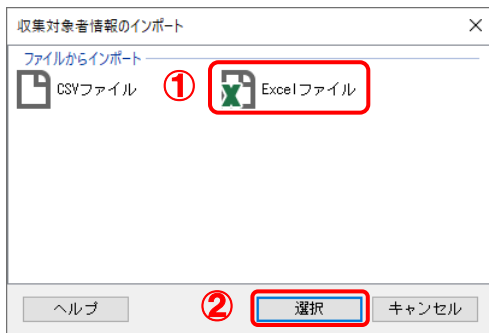 収集対象者情報のインポート
ファイルからインポート
CSVファイル ① Excelファイル
②
ヘルプ 選択 キャンセル